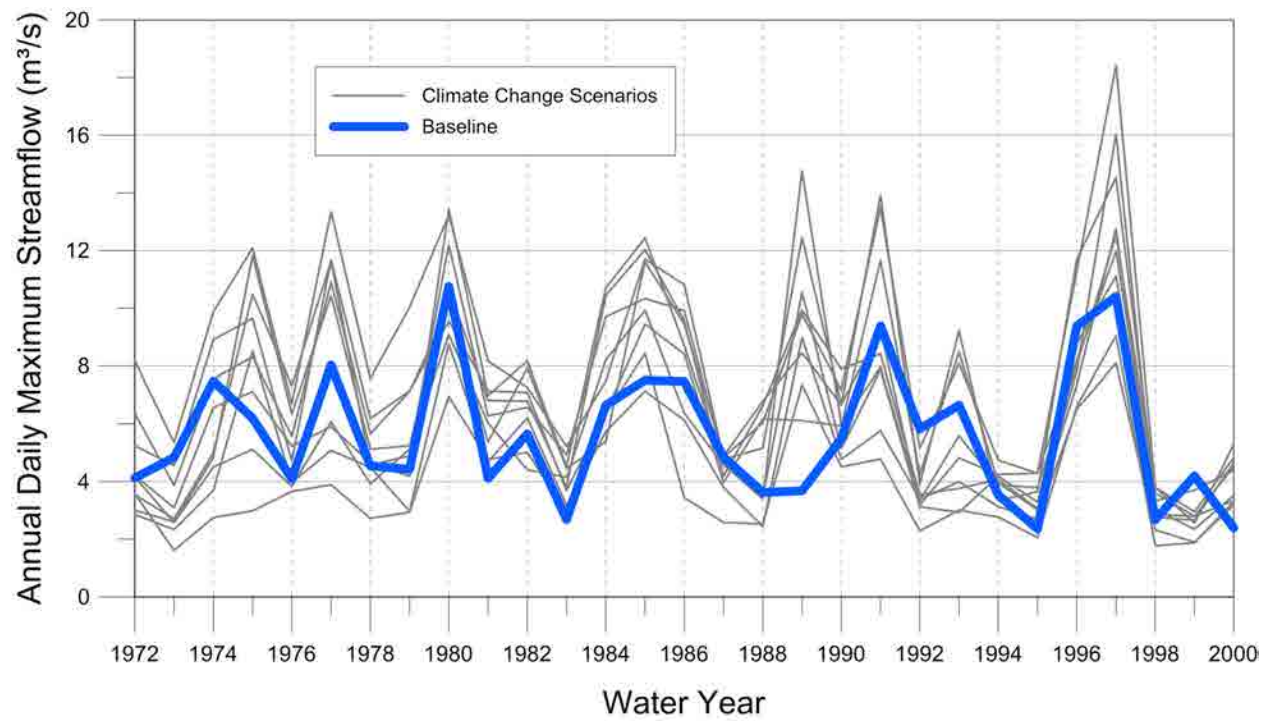 Annual Daily Maximum Streamflow (m³/s)
20
16
12
8
4
0
Climate Change Scenarios
Baseline
1972 1974 1976 1978 1980 1982 1984 1986 1988 1990 1992 1994 1996 1998 2000
Water Year